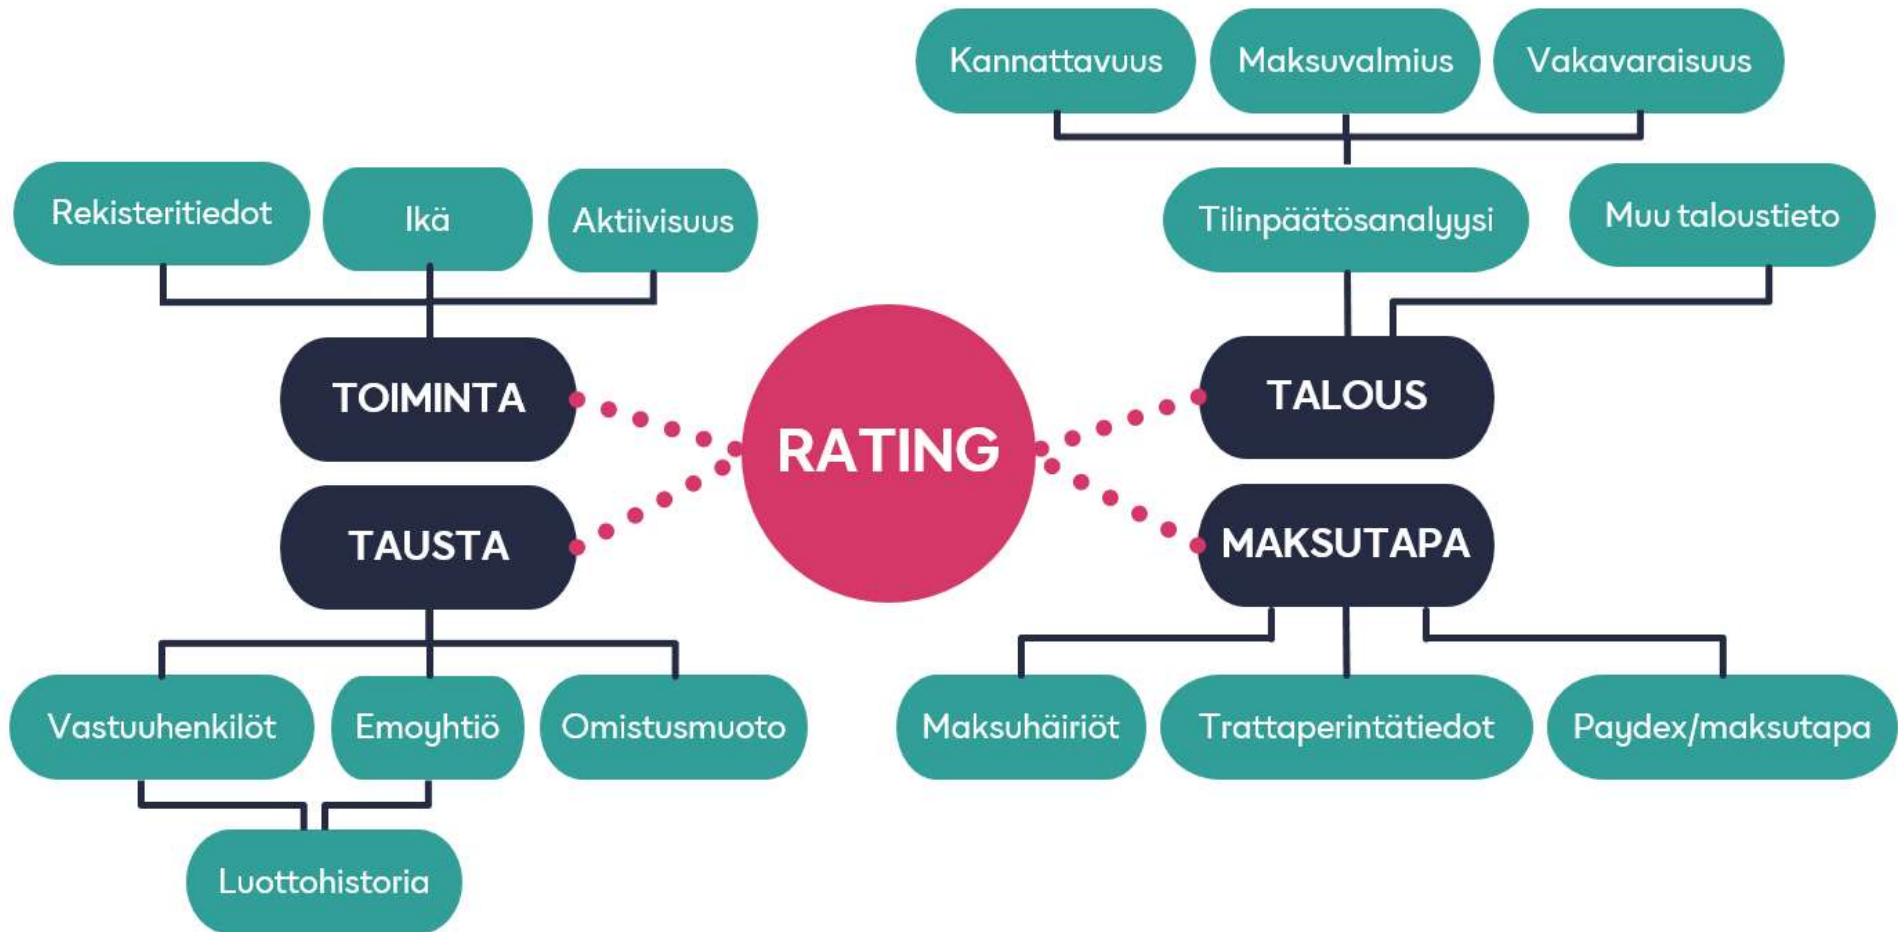 Kannattavuus
Maksuvalmius
Vakavaraisuus
Rekisteritiedot
Ikä
Aktiivisuus
Tilinpäätösanalyysi
Muu taloustieto
TOIMINTA
TALOUS
RATING
TAUSTA
MAKSUTAPA
Vastuuhenkilöt
Emoyhtiö
Omistusmuoto
Maksuhäiriöt
Trattaperintätiedot
Paydex/maksutapa
Luottohistoria